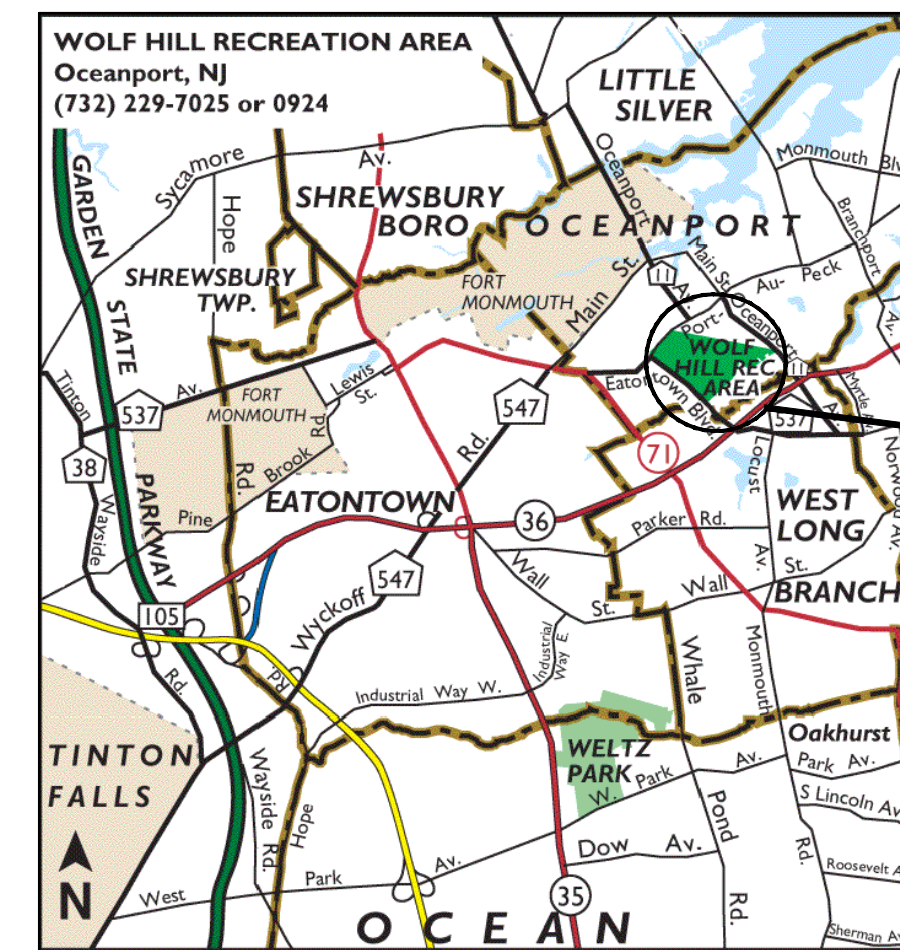 WOLF HILL RECREATION AREA
Oceanport, NJ
(732) 229-7025 or 0924
LITTLE
SILVER
GARDEN
STATE
PARKWAY
Sycamore
Av.
Hope
Rd.
SHREWSBURY
BORO
Oceanport
Av.
OCEANPORT
Monmouth Blv
Branchport
Av.
SHREWSBURY
TWP.
FORT
MONMOUTH
Main
St.
11
Main St.
Au- Peck
Port-
Oceanport
Av.
WOLF
HILL REC.
AREA
11
Tinton
Av.
537
FORT
MONMOUTH
Lewis
St.
547
Eatontown Blvd.
537
Myrtle Av.
Norwood Av.
38
Wayside
Rd.
Pine
Brook
Rd.
Rd.
71
EATONTOWN
36
Locust
Av.
WEST
LONG
BRANCH
Parker Rd.
547
Wyckoff
Rd.
Wall
St.
Wall
St.
105
Industrial
Way E.
Industrial Way W.
Whale
Pond
Rd.
Monmouth
Rd.
TINTON
FALLS
Oakhurst
WELTZ
PARK
W. Park
Av.
Park Av.
S Lincoln Av
Wayside
Rd.
Hope
Dow Av.
Roosevelt A
N
West
Park
Av.
35
OCEAN
Sherman Av